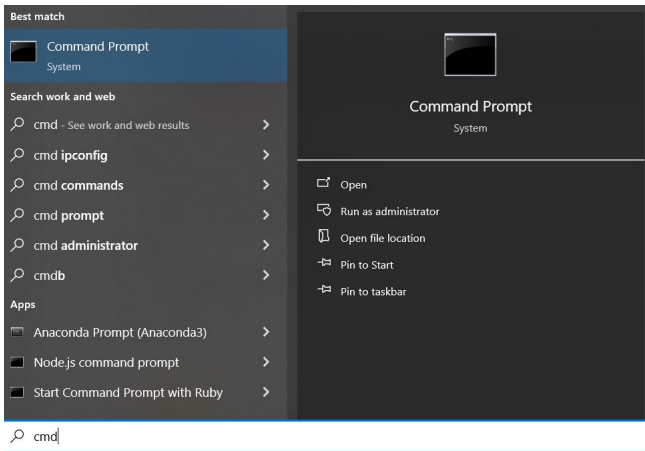 Best match
Command Prompt
System
Search work and web
cmd - See work and web results
cmd ipconfig
cmd commands
cmd prompt
cmd administrator
cmdb
Apps
Anaconda Prompt (Anaconda3)
Node.js command prompt
Start Command Prompt with Ruby
Command Prompt
System
Open
Run as administrator
Open file location
Pin to Start
Pin to taskbar
cmd